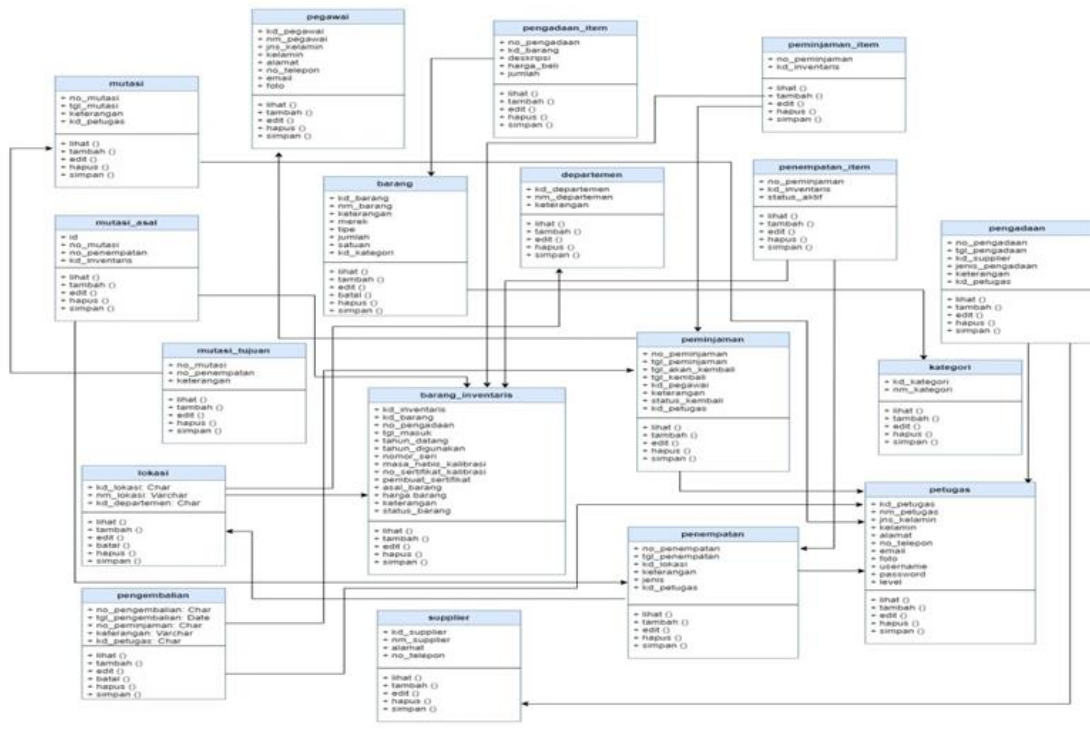 pegawai
+ kd_pegawai
+ nm_pegawai
+ jns_kelamin
+ kelamin
+ alamat
+ no_telepon
+ email
+ foto
+ lihat ()
+ tambah ()
+ edit ()
+ hapus ()
+ simpan ()
pengadaan_item
+ no_pengadaan
+ kd_barang
+ deskripsi
+ harga_beli
+ jumlah
+ lihat ()
+ tambah ()
+ edit ()
+ hapus ()
+ simpan ()
peminjaman_item
+ no_peminjaman
+ kd_inventaris
+ lihat ()
+ tambah ()
+ edit ()
+ hapus ()
+ simpan ()
mutasi
+ no_mutasi
+ tgl_mutasi
+ keterangan
+ kd_petugas
+ lihat ()
+ tambah ()
+ edit ()
+ hapus ()
+ simpan ()
barang
+ kd_barang
+ nm_barang
+ keterangan
+ merek
+ tipe
+ jumlah
+ satuan
+ kd_kategori
+ lihat ()
+ tambah ()
+ edit ()
+ batal ()
+ hapus ()
+ simpan ()
departemen
+ kd_departemen
+ nm_departemen
+ keterangan
+ lihat ()
+ tambah ()
+ edit ()
+ hapus ()
+ simpan ()
penempatan_item
+ no_peminjaman
+ kd_inventaris
+ status_aktif
+ lihat ()
+ tambah ()
+ edit ()
+ hapus ()
+ simpan ()
mutasi_asal
+ id
+ no_mutasi
+ no_penempatan
+ kd_inventaris
+ lihat ()
+ tambah ()
+ edit ()
+ hapus ()
+ simpan ()
pengadaan
+ no_pengadaan
+ tgl_pengadaan
+ kd_supplier
+ jenis_pengadaan
+ keterangan
+ kd_petugas
+ lihat ()
+ tambah ()
+ edit ()
+ hapus ()
+ simpan ()
mutasi_tujuan
+ no_mutasi
+ no_penempatan
+ keterangan
+ lihat ()
+ tambah ()
+ edit ()
+ hapus ()
+ simpan ()
peminjaman
+ no_peminjaman
+ tgl_peminjaman
+ tgl_akan_kembali
+ tgl_kembali
+ kd_pegawai
+ keterangan
+ status_kembali
+ kd_petugas
+ lihat ()
+ tambah ()
+ edit ()
+ hapus ()
+ simpan ()
kategori
+ kd_kategori
+ nm_kategori
+ lihat ()
+ tambah ()
+ edit ()
+ hapus ()
+ simpan ()
barang_inventaris
+ kd_inventaris
+ kd_barang
+ no_pengadaan
+ tgl_masuk
+ tahun_datang
+ tahun_digunakan
+ nomor_seri
+ masa_habis_kalibrasi
+ no_sertifikat_kalibrasi
+ pembuat_sertifikat
+ asal_barang
+ harga barang
+ keterangan
+ status_barang
+ lihat ()
+ tambah ()
+ edit ()
+ hapus ()
+ simpan ()
lokasi
+ kd_lokasi: Char
+ nm_lokasi: Varchar
+ kd_departemen: Char
+ lihat ()
+ tambah ()
+ edit ()
+ batal ()
+ hapus ()
+ simpan ()
petugas
+ kd_petugas
+ nm_petugas
+ jns_kelamin
+ kelamin
+ alamat
+ no_telepon
+ email
+ foto
+ username
+ password
+ level
+ lihat ()
+ tambah ()
+ edit ()
+ hapus ()
+ simpan ()
penempatan
+ no_penempatan
+ tgl_penempatan
+ kd_lokasi
+ keterangan
+ jenis
+ kd_petugas
+ lihat ()
+ tambah ()
+ edit ()
+ hapus ()
+ simpan ()
pengembalian
+ no_pengembalian: Char
+ tgl_pengembalian: Date
+ no_peminjaman: Char
+ keterangan: Varchar
+ kd_petugas: Char
+ lihat ()
+ tambah ()
+ edit ()
+ batal ()
+ hapus ()
+ simpan ()
supplier
+ kd_supplier
+ nm_supplier
+ alamat
+ no_telepon
+ lihat ()
+ tambah ()
+ edit ()
+ hapus ()
+ simpan ()